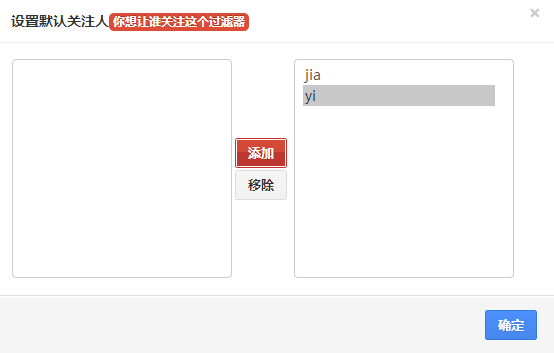 设置默认关注人 你想让谁关注这个过滤器
×
jia
yi
添加
移除
确定